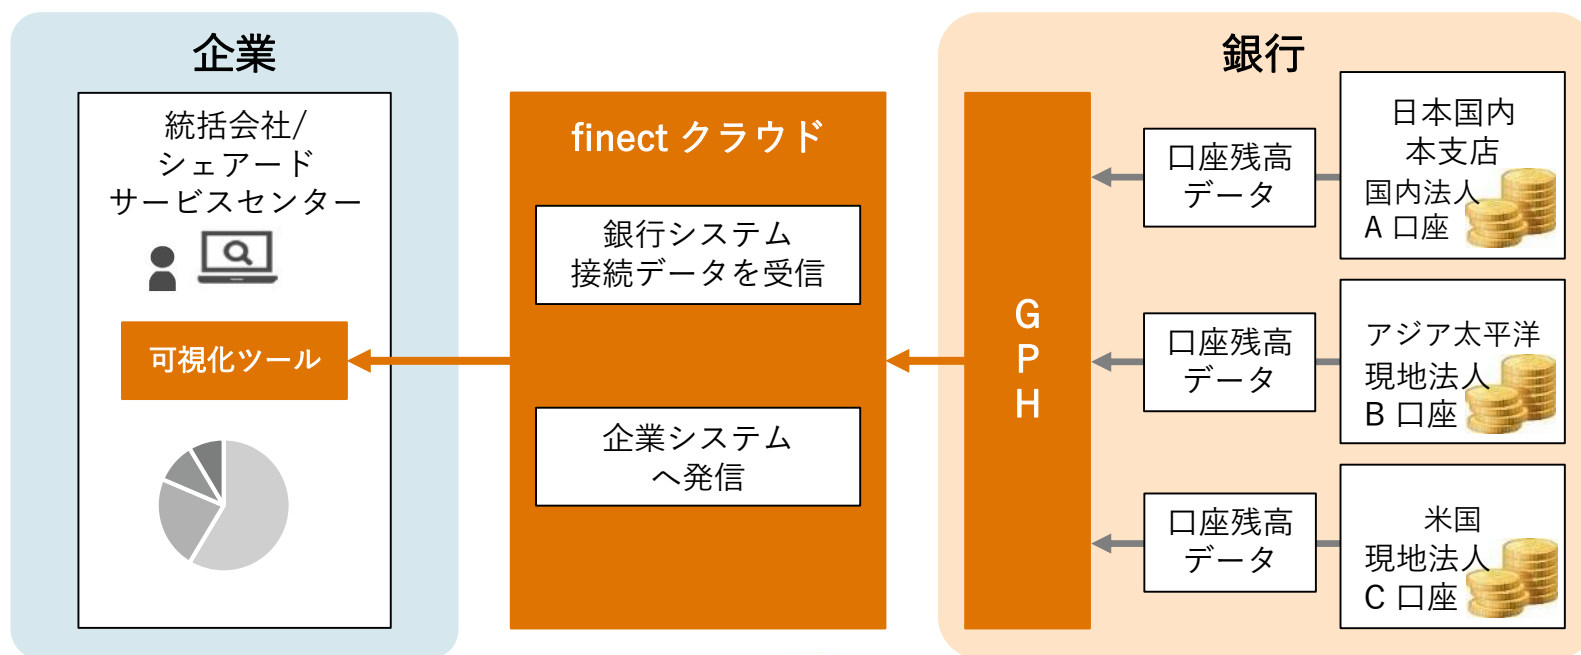 企業
統括会社/
シェアード
サービスセンター
可視化ツール
finect クラウド
銀行システム
接続データを受信
企業システム
へ発信
銀行
G
P
H
口座残高
データ
日本国内
本支店
国内法人
A 口座
口座残高
データ
アジア太平洋
現地法人
B 口座
口座残高
データ
米国
現地法人
C 口座